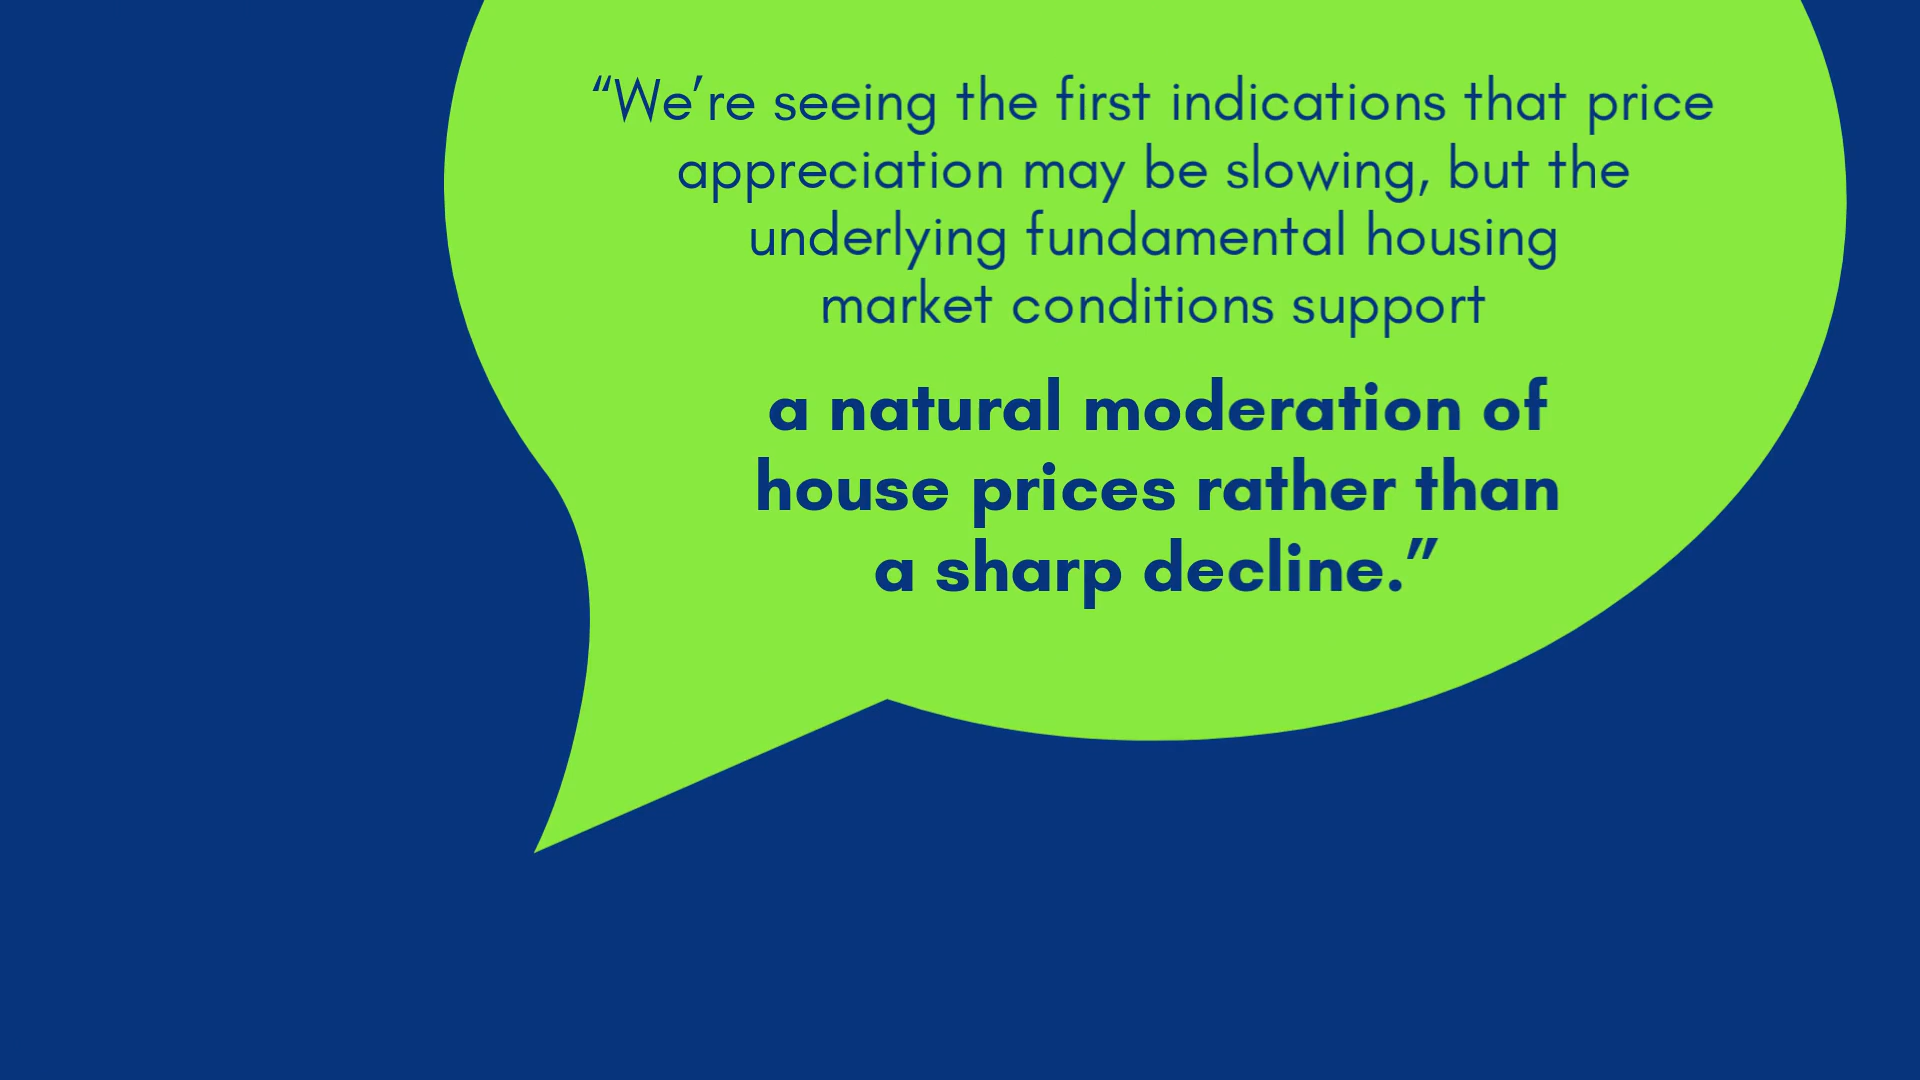 “We’re seeing the first indications that price
appreciation may be slowing, but the
underlying fundamental housing
market conditions support
a natural moderation of
house prices rather than
a sharp decline.”